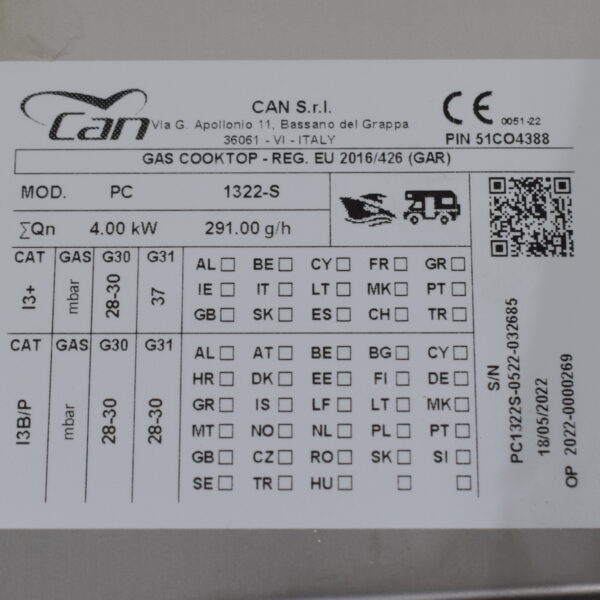 can
CAN S.r.l.
Via G. Apollonio 11, Bassano del Grappa
36061 - VI - ITALY
CE 0051-22
PIN 51CO4388
GAS COOKTOP - REG. EU 2016/426 (GAR)
MOD. PC 1322-S
∑Qn 4.00 kW 291.00 g/h
CAT GAS G30 G31
I3+ mbar 28-30 37
AL BE CY FR GR
IE IT LT MK PT
GB SK ES CH TR
CAT GAS G30 G31
I3B/P mbar 28-30 28-30
AL AT BE BG CY
HR DK EE FI DE
GR IS LF LT MK
MT NO NL PL PT
GB CZ RO SK SI
SE TR HU
S/N
PC1322S-0522-032685
18/05/2022
OP 2022-0000269